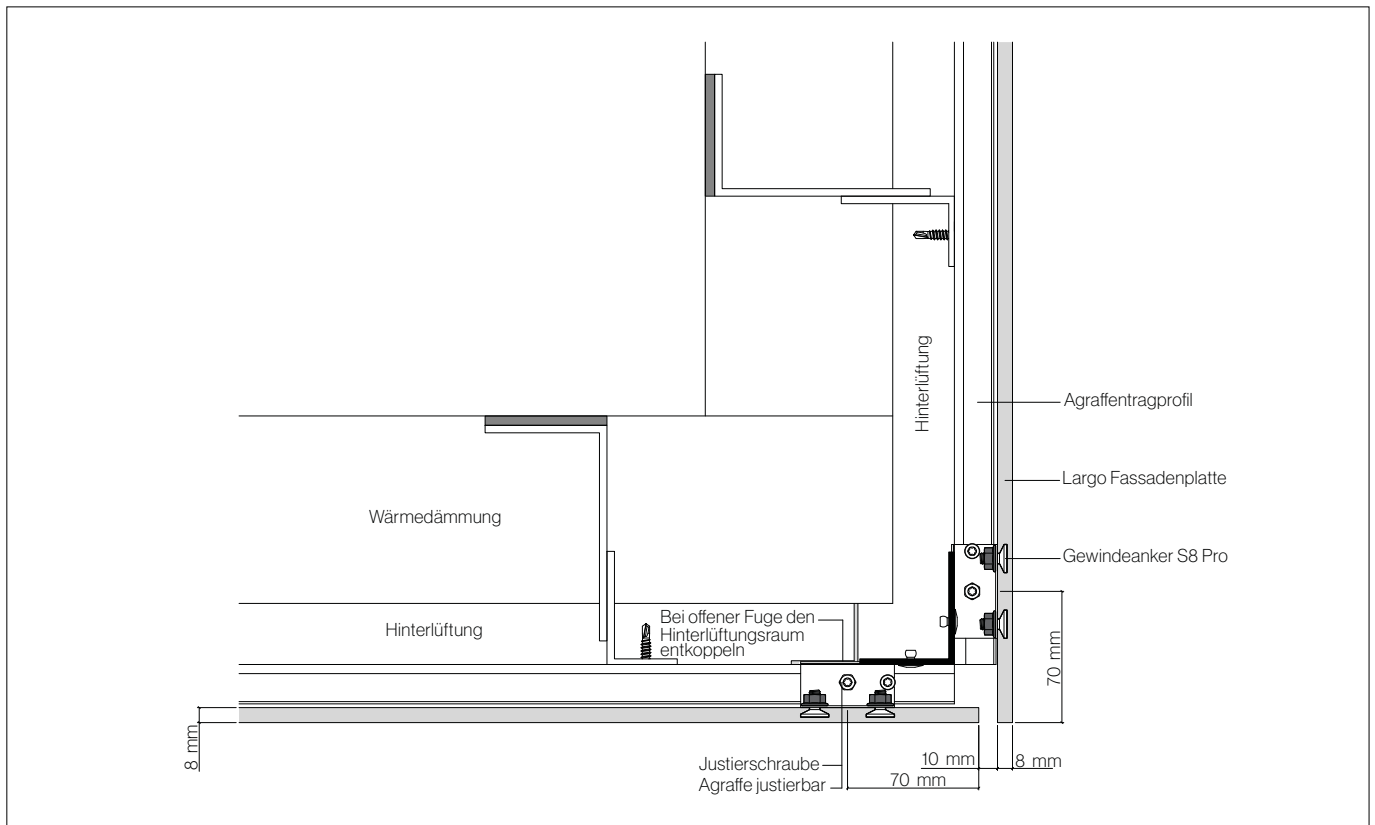 Hinterlüftung
Agraffentragprofil
Largo Fassadenplatte
Wärmedämmung
Gewindeanker S8 Pro
Hinterlüftung
Bei offener Fuge den
Hinterlüftungsraum
entkoppeln
70 mm
8 mm
10 mm
8 mm
Justierschraube
Agraffe justierbar
70 mm